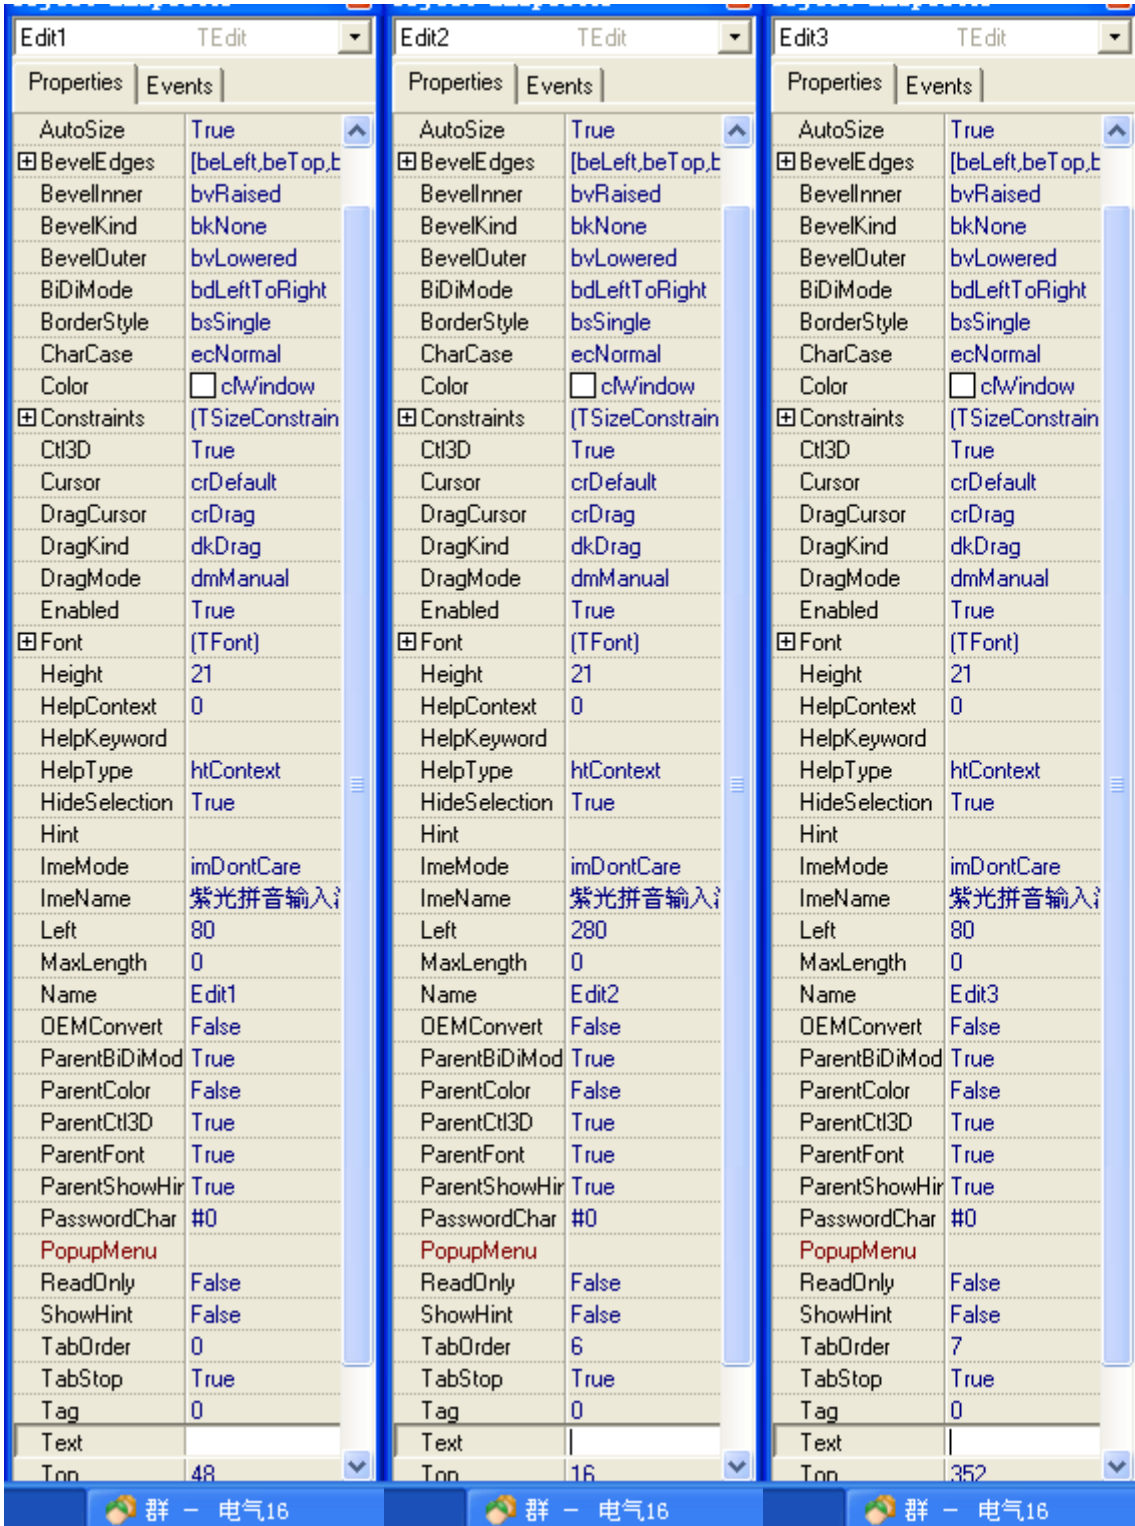 Edit1 TEdit
Properties Events
AutoSize True
BevelEdges [beLeft,beTop,b
BevelInner bvRaised
BevelKind bkNone
BevelOuter bvLowered
BiDiMode bdLeftToRight
BorderStyle bsSingle
CharCase ecNormal
Color clWindow
Constraints (TSizeConstrain
Ctl3D True
Cursor crDefault
DragCursor crDrag
DragKind dkDrag
DragMode dmManual
Enabled True
Font (TFont)
Height 21
HelpContext 0
HelpKeyword
HelpType htContext
HideSelection True
Hint
ImeMode imDontCare
ImeName 紫光拼音输入
Left 80
MaxLength 0
Name Edit1
OEMConvert False
ParentBiDiMod True
ParentColor False
ParentCtl3D True
ParentFont True
ParentShowHin True
PasswordChar #0
PopupMenu
ReadOnly False
ShowHint False
TabOrder 0
TabStop True
Tag 0
Text
Top 48
群 - 电气16
Edit2 TEdit
Properties Events
AutoSize True
BevelEdges [beLeft,beTop,b
BevelInner bvRaised
BevelKind bkNone
BevelOuter bvLowered
BiDiMode bdLeftToRight
BorderStyle bsSingle
CharCase ecNormal
Color clWindow
Constraints (TSizeConstrain
Ctl3D True
Cursor crDefault
DragCursor crDrag
DragKind dkDrag
DragMode dmManual
Enabled True
Font (TFont)
Height 21
HelpContext 0
HelpKeyword
HelpType htContext
HideSelection True
Hint
ImeMode imDontCare
ImeName 紫光拼音输入
Left 280
MaxLength 0
Name Edit2
OEMConvert False
ParentBiDiMod True
ParentColor False
ParentCtl3D True
ParentFont True
ParentShowHin True
PasswordChar #0
PopupMenu
ReadOnly False
ShowHint False
TabOrder 6
TabStop True
Tag 0
Text
Top 16
群 - 电气16
Edit3 TEdit
Properties Events
AutoSize True
BevelEdges [beLeft,beTop,b
BevelInner bvRaised
BevelKind bkNone
BevelOuter bvLowered
BiDiMode bdLeftToRight
BorderStyle bsSingle
CharCase ecNormal
Color clWindow
Constraints (TSizeConstrain
Ctl3D True
Cursor crDefault
DragCursor crDrag
DragKind dkDrag
DragMode dmManual
Enabled True
Font (TFont)
Height 21
HelpContext 0
HelpKeyword
HelpType htContext
HideSelection True
Hint
ImeMode imDontCare
ImeName 紫光拼音输入
Left 80
MaxLength 0
Name Edit3
OEMConvert False
ParentBiDiMod True
ParentColor False
ParentCtl3D True
ParentFont True
ParentShowHin True
PasswordChar #0
PopupMenu
ReadOnly False
ShowHint False
TabOrder 7
TabStop True
Tag 0
Text
Top 352
群 - 电气16